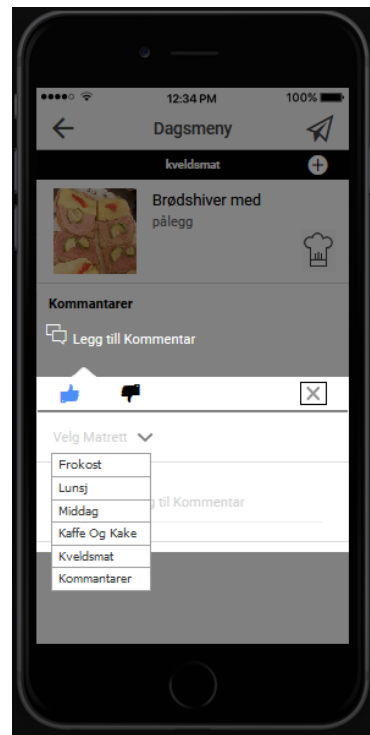 12:34 PM 100%
Dagsmeny
kveldsmat
Brødshiver med
pålegg
Kommantarer
Legg till Kommentar
Velg Matrett
Frokost
Lunsj
til Kommentar
Middag
Kaffe Og Kake
Kveldsmat
Kommantarer